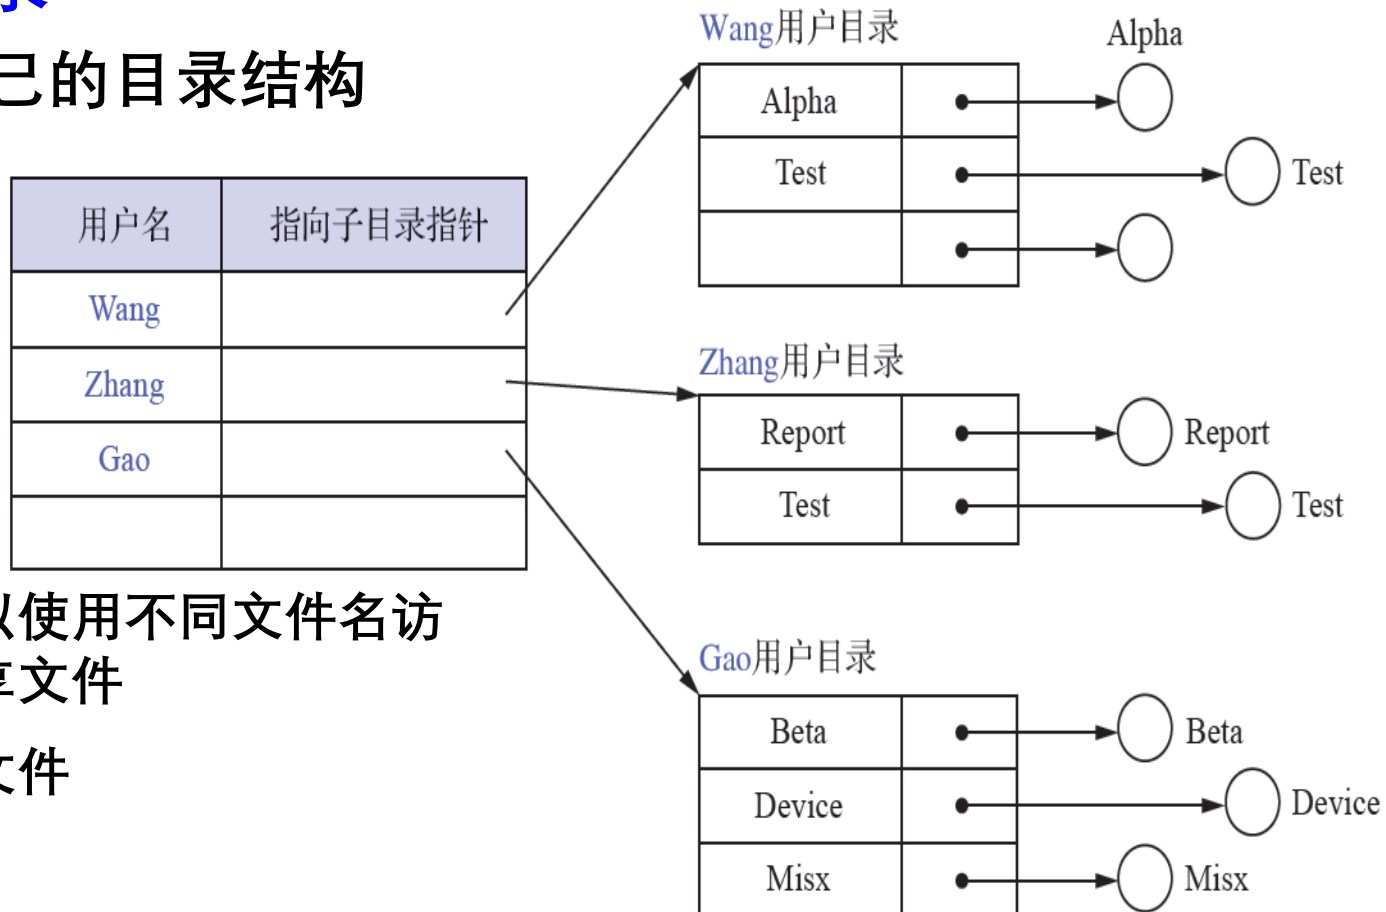 录
己的目录结构
用户名 指向子目录指针
Wang
Zhang
Gao
以使用不同文件名访
享文件
文件
Wang用户目录
Alpha
Alpha
Test
Test
Zhang用户目录
Report
Report
Test
Test
Gao用户目录
Beta
Beta
Device
Device
Misx
Misx